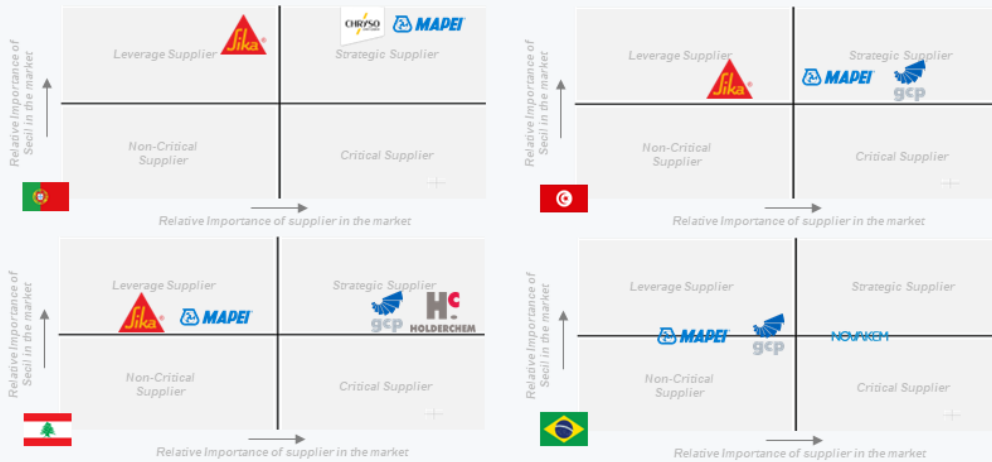 Relative Importance of
Secil in the market
Leverage Supplier
Sika®
CHRYSO
MAPEI®
Strategic Supplier
Non-Critical
Supplier
Critical Supplier
Relative Importance of supplier in the market
Relative Importance of
Secil in the market
Leverage Supplier
Strategic Supplier
Sika®
MAPEI®
gcp
Non-Critical
Supplier
Critical Supplier
Relative Importance of supplier in the market
Relative Importance of
Secil in the market
Leverage Supplier
Strategic Supplier
Sika®
MAPEI®
gcp
Hc
HOLDERCHEM
Non-Critical
Supplier
Critical Supplier
Relative Importance of supplier in the market
Relative Importance of
Secil in the market
Leverage Supplier
Strategic Supplier
MAPEI®
gcp
NOVAKEM
Non-Critical
Supplier
Critical Supplier
Relative Importance of supplier in the market